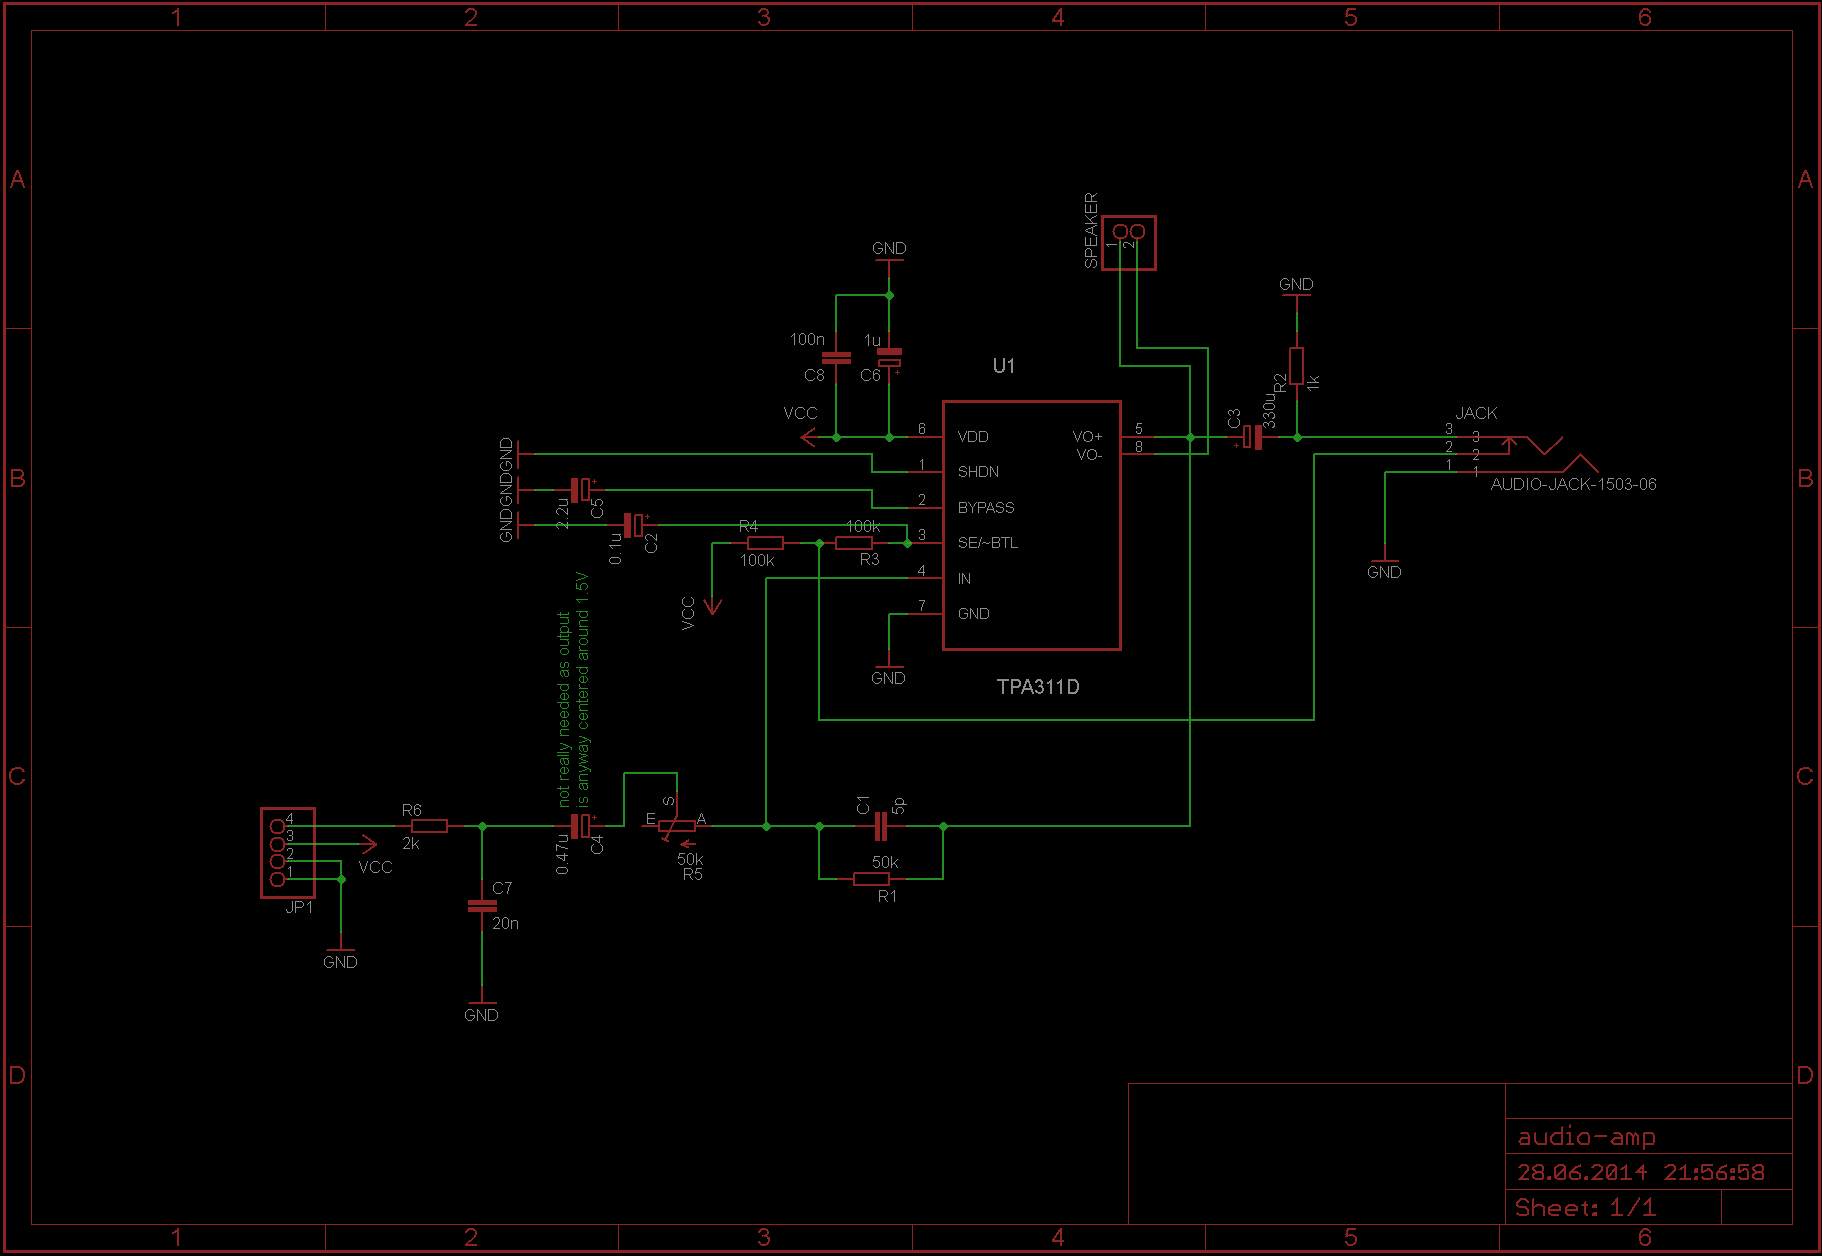 1 2 3 4 5 6
A A
SPEAKER
1 2
GND
GND
100n
1u
C8
C6
U1
R2
1k
C3
330u
JACK
VCC
6 VDD
VO+ 5
VO- 8
3 3
2 2
1 1
AUDIO-JACK-1503-06
B B
GND
GND
GND
1 SHDN
2.2u
C5
2 BYPASS
0.1u
C2
R4
100k
100k
R3
3 SE/~BTL
4 IN
7 GND
GND
VCC
GND
TPA311D
not really needed as output
is anyway centered around 1.5V
C C
JP1
4
3
2
1
VCC
GND
R6
2k
C7
20n
GND
0.47u
C4
E S A
50k
R5
C1
5p
50k
R1
D D
audio-amp
28.06.2014 21:56:58
Sheet: 1/1
1 2 3 4 5 6